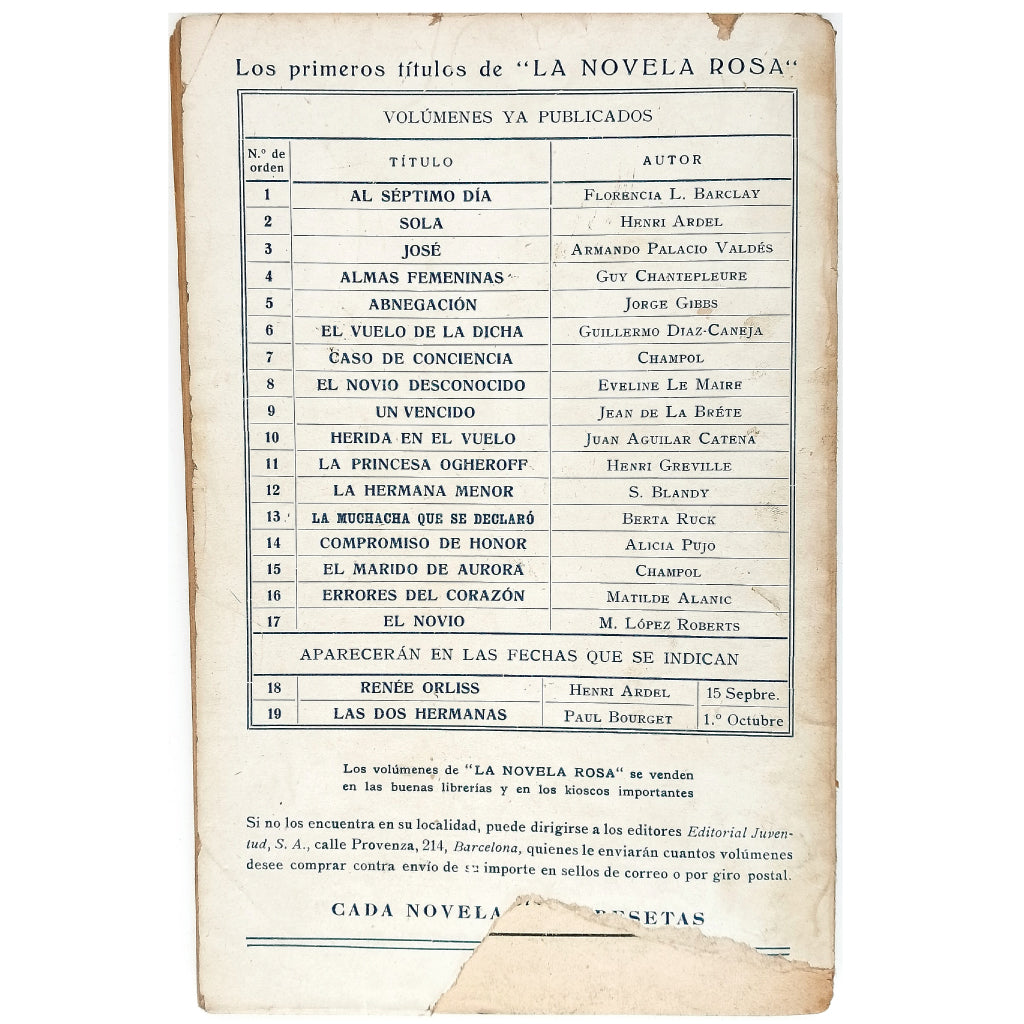 Los primeros títulos de "LA NOVELA ROSA"
VOLÚMENES YA PUBLICADOS
N.º de orden TÍTULO AUTOR
1 AL SÉPTIMO DÍA Florencia L. Barclay
2 SOLA Henri Ardel
3 JOSÉ Armando Palacio Valdés
4 ALMAS FEMENINAS Guy Chantepleure
5 ABNEGACIÓN Jorge Gibbs
6 EL VUELO DE LA DICHA Guillermo Diaz-Caneja
7 CASO DE CONCIENCIA Champol
8 EL NOVIO DESCONOCIDO Eveline Le Maire
9 UN VENCIDO Jean de La Bréte
10 HERIDA EN EL VUELO Juan Aguilar Catena
11 LA PRINCESA OGHEROFF Henri Greville
12 LA HERMANA MENOR S. Blandy
13 LA MUCHACHA QUE SE DECLARÓ Berta Ruck
14 COMPROMISO DE HONOR Alicia Pujo
15 EL MARIDO DE AURORA Champol
16 ERRORES DEL CORAZÓN Matilde Alanic
17 EL NOVIO M. López Roberts
APARECERÁN EN LAS FECHAS QUE SE INDICAN
18 RENÉE ORLISS Henri Ardel 15 Sepbre.
19 LAS DOS HERMANAS Paul Bourget 1.º Octubre
Los volúmenes de "LA NOVELA ROSA" se venden
en las buenas librerías y en los kioscos importantes
Si no los encuentra en su localidad, puede dirigirse a los editores Editorial Juven-
tud, S. A., calle Provenza, 214, Barcelona, quienes le enviarán cuantos volúmenes
desee comprar contra envío de su importe en sellos de correo o por giro postal.
CADA NOVELA PESETAS